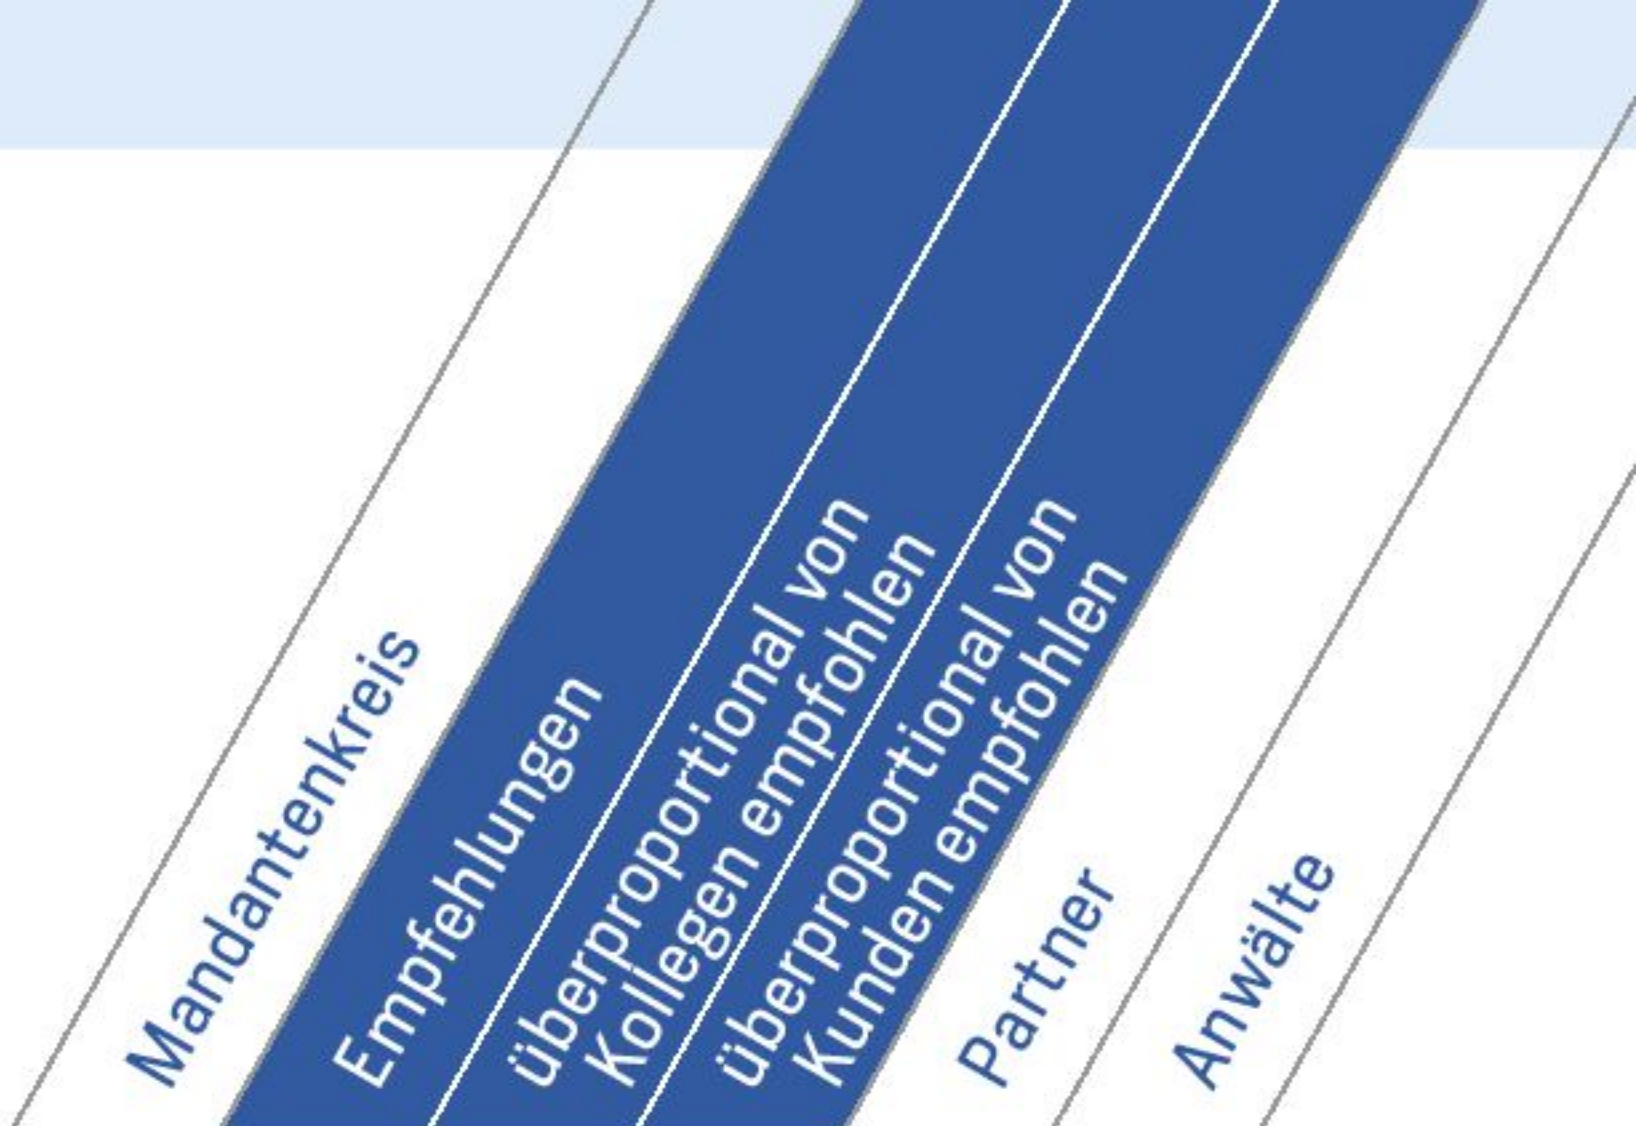 Mandantenkreis
Empfehlungen
überproportional von
Kollegen empfohlen
überproportional von
Kunden empfohlen
Partner
Anwälte